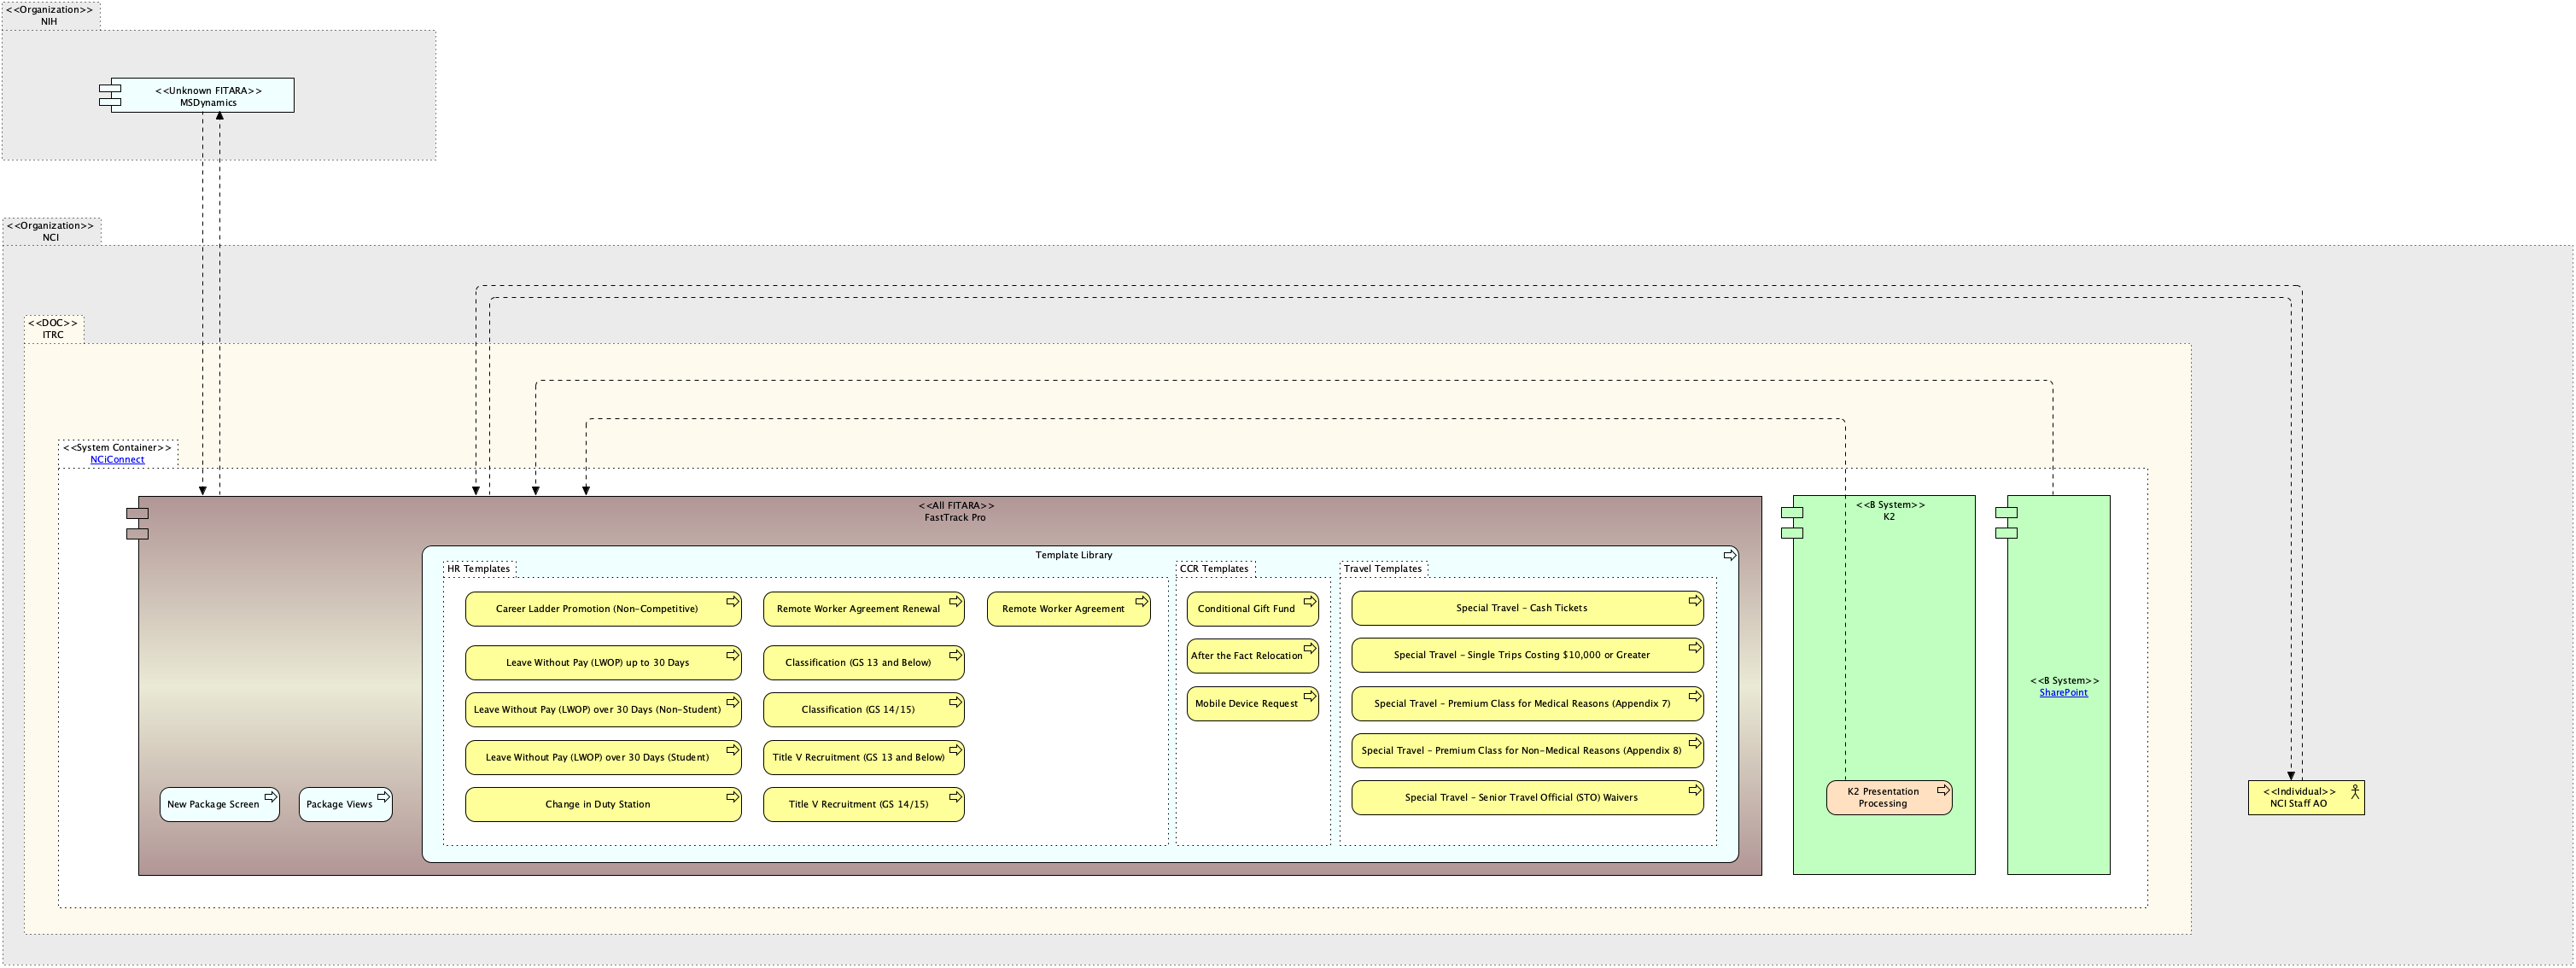 <<Organization>>
NIH
<<Unknown FITARA>>
MSDynamics
<<Organization>>
NCI
<<DOC>>
ITRC
<<System Container>>
NCiConnect
<<All FITARA>>
FastTrack Pro
Template Library
HR Templates
Career Ladder Promotion (Non-Competitive)
Remote Worker Agreement Renewal
Remote Worker Agreement
Leave Without Pay (LWOP) up to 30 Days
Classification (GS 13 and Below)
Leave Without Pay (LWOP) over 30 Days (Non-Student)
Classification (GS 14/15)
Leave Without Pay (LWOP) over 30 Days (Student)
Title V Recruitment (GS 13 and Below)
Change in Duty Station
Title V Recruitment (GS 14/15)
CCR Templates
Conditional Gift Fund
After the Fact Relocation
Mobile Device Request
Travel Templates
Special Travel - Cash Tickets
Special Travel - Single Trips Costing $10,000 or Greater
Special Travel - Premium Class for Medical Reasons (Appendix 7)
Special Travel - Premium Class for Non-Medical Reasons (Appendix 8)
Special Travel - Senior Travel Official (STO) Waivers
New Package Screen
Package Views
<<B System>>
K2
K2 Presentation
Processing
<<B System>>
SharePoint
<<Individual>>
NCI Staff AO